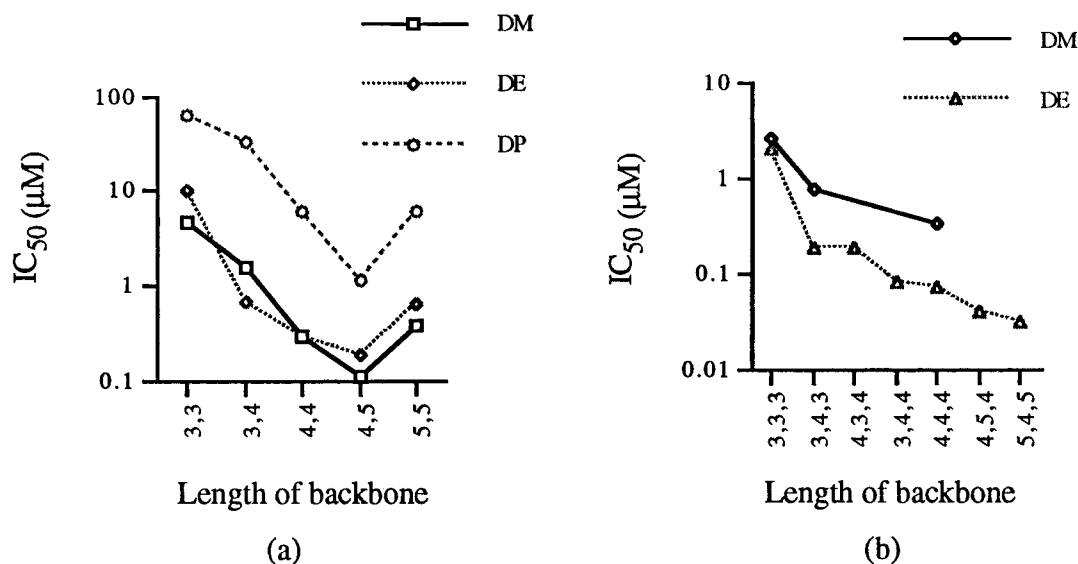 DM
DE
DP
100
10
1
0.1
IC50 (μM)
3,3
3,4
4,4
4,5
5,5
Length of backbone
(a)
DM
DE
10
1
0.1
0.01
IC50 (μM)
3,3,3
3,4,3
4,3,4
3,4,4
4,4,4
4,5,4
5,4,5
Length of backbone
(b)